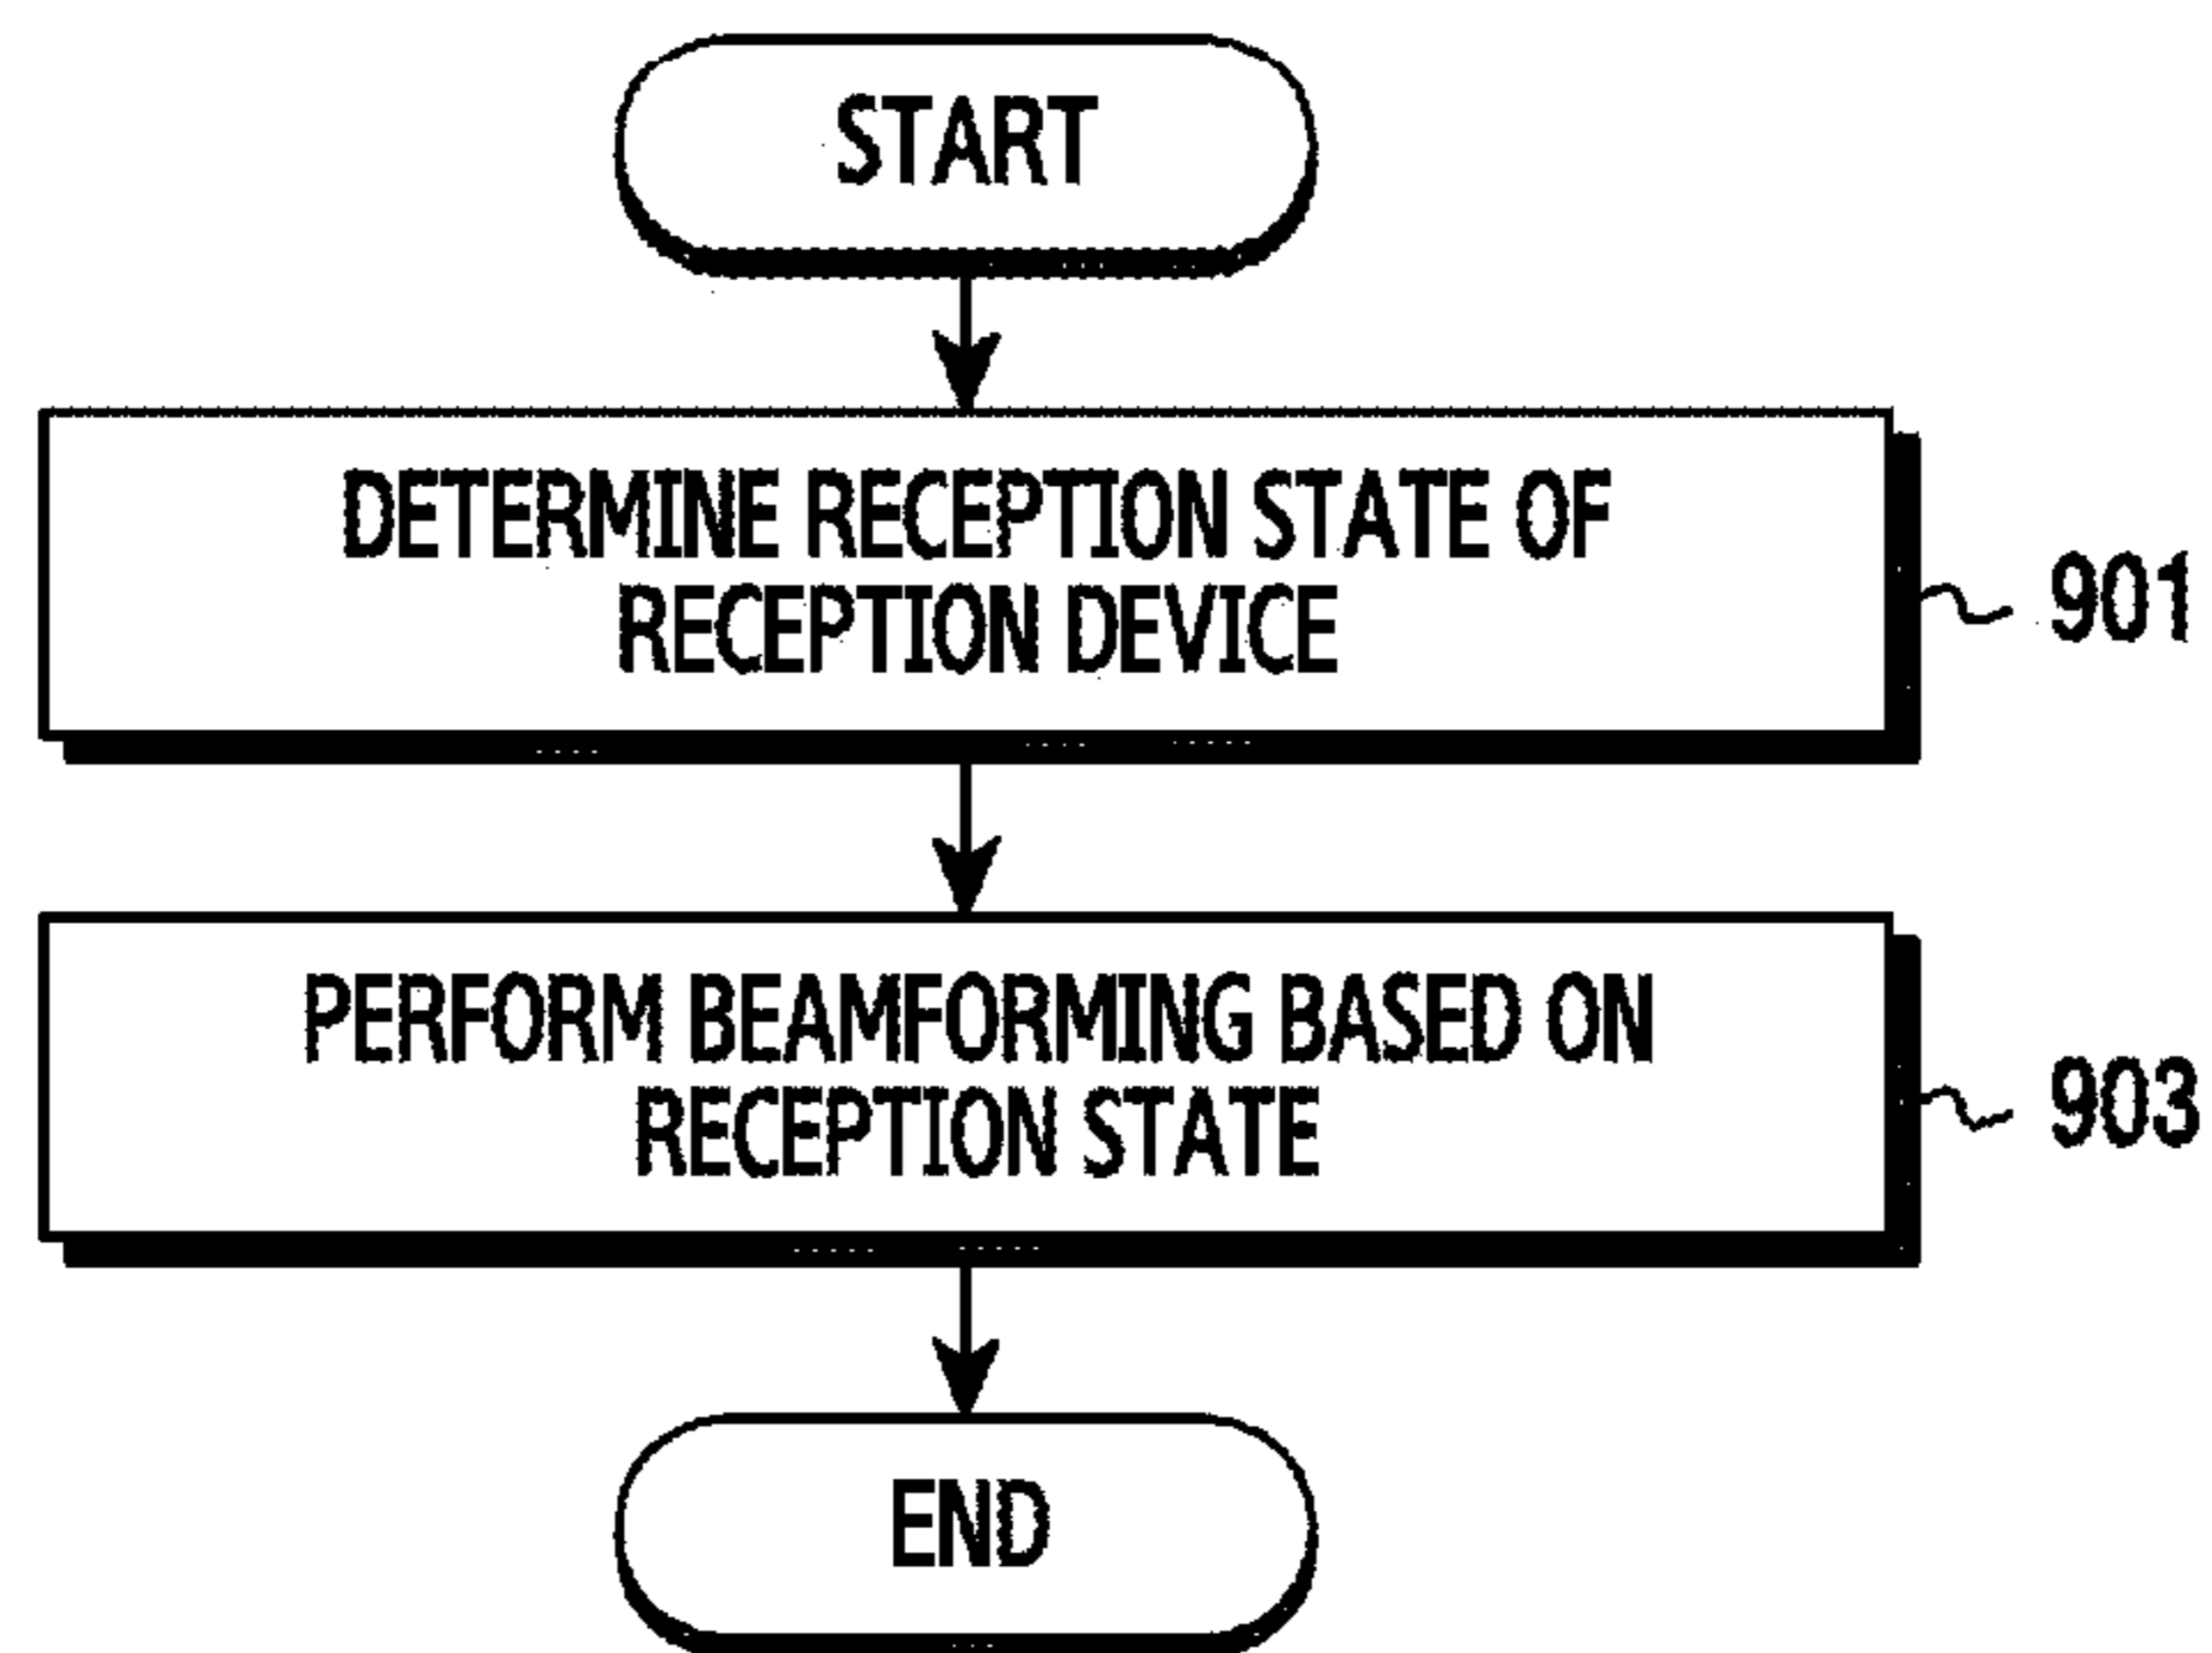 START
DETERMINE RECEPTION STATE OF
RECEPTION DEVICE
901
PERFORM BEAMFORMING BASED ON
RECEPTION STATE
903
END